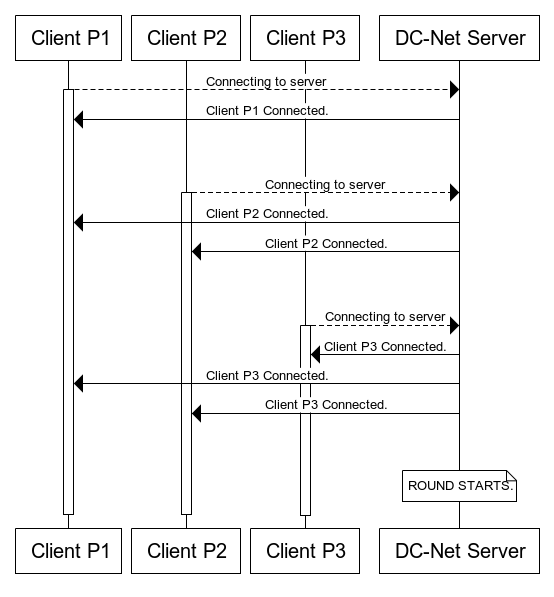 Client P1
Client P2
Client P3
DC-Net Server
Connecting to server
Client P1 Connected.
Connecting to server
Client P2 Connected.
Client P2 Connected.
Connecting to server
Client P3 Connected.
Client P3 Connected.
Client P3 Connected.
ROUND STARTS.
Client P1
Client P2
Client P3
DC-Net Server